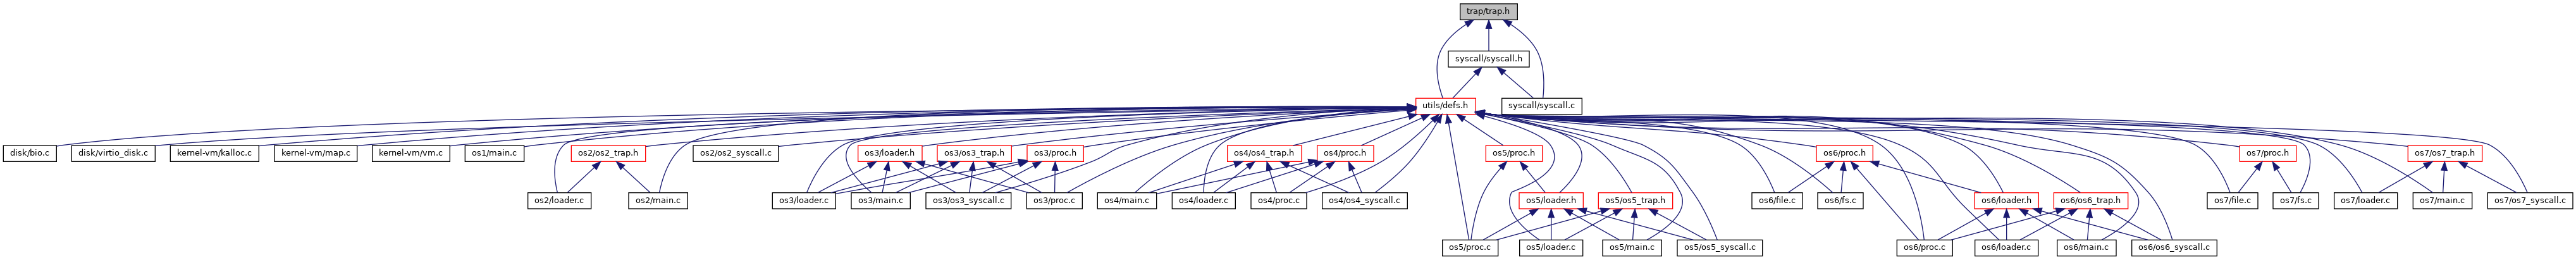 trap/trap.h
syscall/syscall.h
utils/defs.h
syscall/syscall.c
disk/bio.c
disk/virtio_disk.c
kernel-vm/kalloc.c
kernel-vm/map.c
kernel-vm/vm.c
os1/main.c
os2/os2_trap.h
os2/os2_syscall.c
os3/loader.h
os3/os3_trap.h
os3/proc.h
os4/os4_trap.h
os4/proc.h
os5/proc.h
os6/proc.h
os7/proc.h
os7/os7_trap.h
os2/loader.c
os2/main.c
os3/loader.c
os3/main.c
os3/os3_syscall.c
os3/proc.c
os4/main.c
os4/loader.c
os4/proc.c
os4/os4_syscall.c
os5/loader.h
os5/os5_trap.h
os6/file.c
os6/fs.c
os6/loader.h
os6/os6_trap.h
os7/file.c
os7/fs.c
os7/loader.c
os7/main.c
os7/os7_syscall.c
os5/proc.c
os5/loader.c
os5/main.c
os5/os5_syscall.c
os6/proc.c
os6/loader.c
os6/main.c
os6/os6_syscall.c